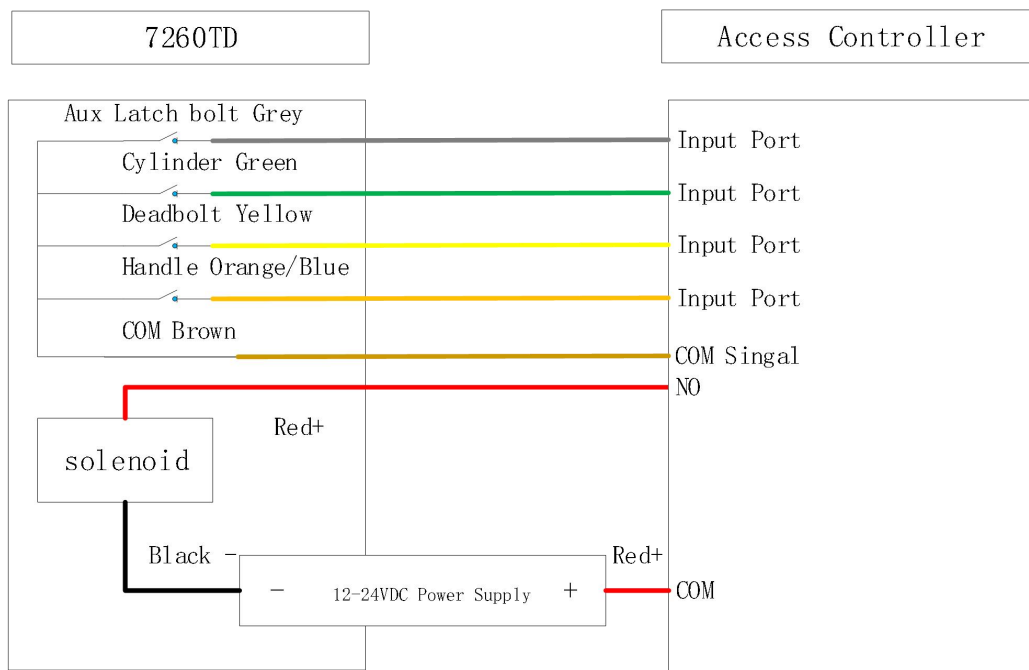 7260TD
Access Controller
Aux Latch bolt Grey
Input Port
Cylinder Green
Input Port
Deadbolt Yellow
Input Port
Handle Orange/Blue
Input Port
COM Brown
COM Singal
NO
Red+
solenoid
Black -
Red+
- 12-24VDC Power Supply +
COM